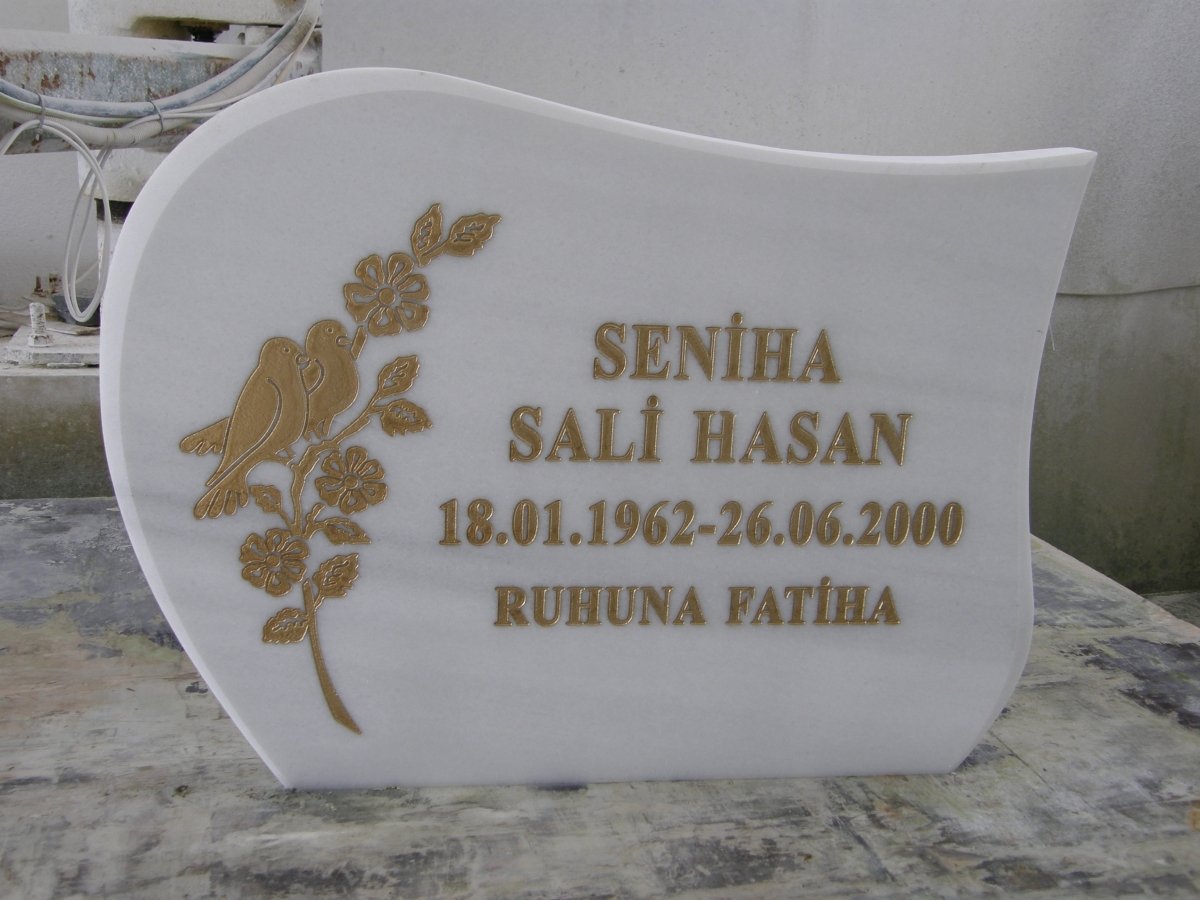 SENİHA
SALİ HASAN
18.01.1962-26.06.2000
RUHUNA FATİHA